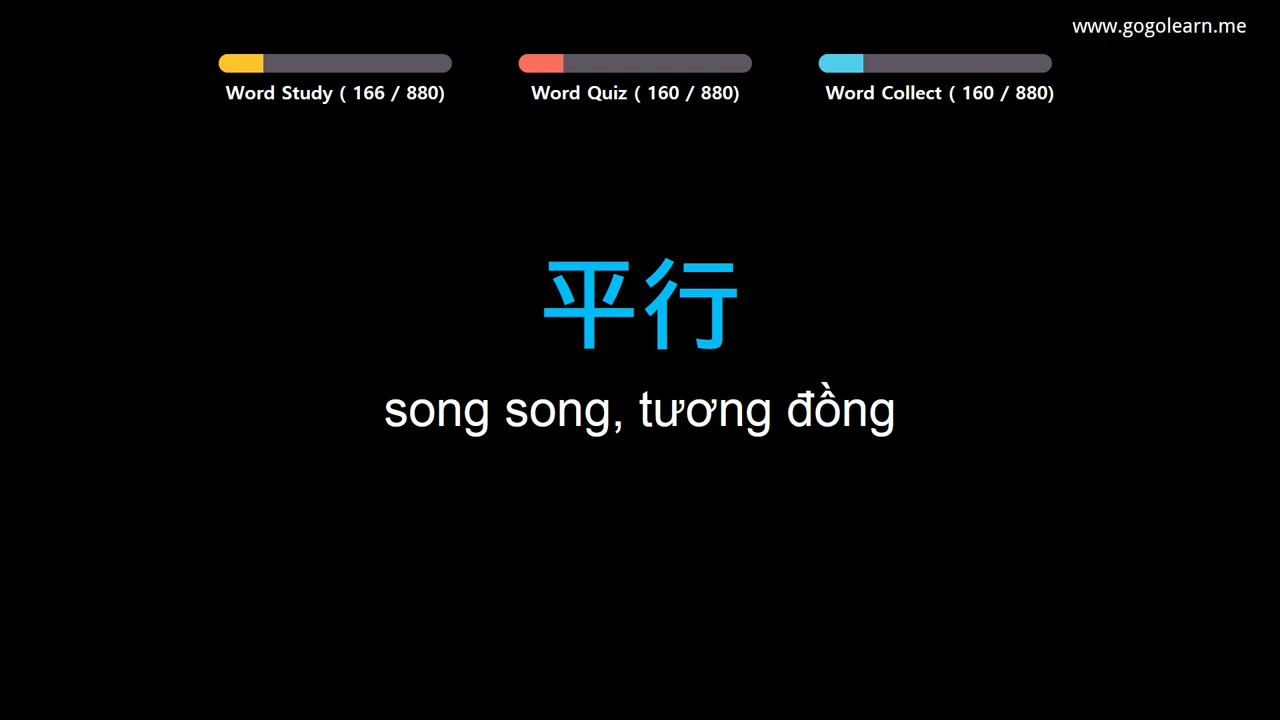 www.gogolearn.me
Word Study ( 166 / 880)
Word Quiz ( 160 / 880)
Word Collect ( 160 / 880)
平行
song song, tương đồng